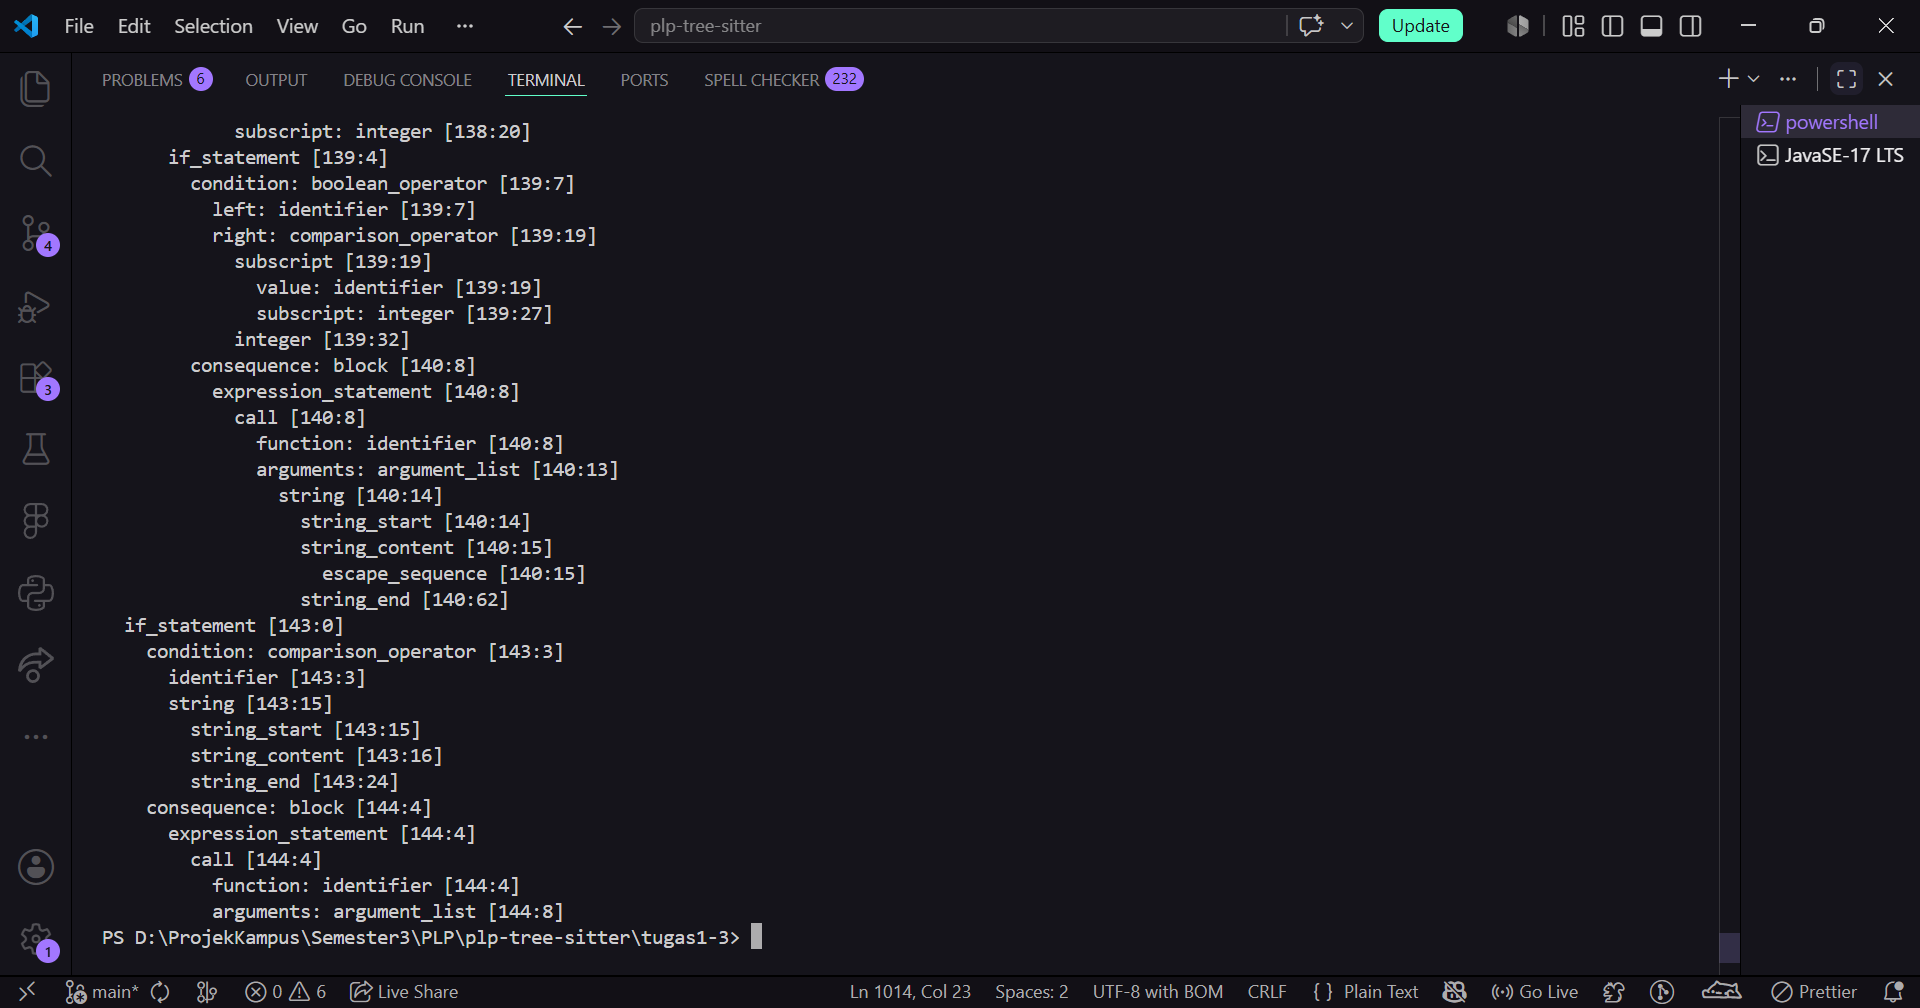 File Edit Selection View Go Run ··· plp-tree-sitter Update
PROBLEMS 6 OUTPUT DEBUG CONSOLE TERMINAL PORTS SPELL CHECKER 232
subscript: integer [138:20]
if_statement [139:4]
condition: boolean_operator [139:7]
left: identifier [139:7]
right: comparison_operator [139:19]
subscript [139:19]
value: identifier [139:19]
subscript: integer [139:27]
integer [139:32]
consequence: block [140:8]
expression_statement [140:8]
call [140:8]
function: identifier [140:8]
arguments: argument_list [140:13]
string [140:14]
string_start [140:14]
string_content [140:15]
escape_sequence [140:15]
string_end [140:62]
if_statement [143:0]
condition: comparison_operator [143:3]
identifier [143:3]
string [143:15]
string_start [143:15]
string_content [143:16]
string_end [143:24]
consequence: block [144:4]
expression_statement [144:4]
call [144:4]
function: identifier [144:4]
arguments: argument_list [144:8]
PS D:\ProjekKampus\Semester3\PLP\plp-tree-sitter\tugas1-3>
powershell
JavaSE-17 LTS
4
3
1
main* 0 6 Live Share Ln 1014, Col 23 Spaces: 2 UTF-8 with BOM CRLF { } Plain Text Go Live Prettier